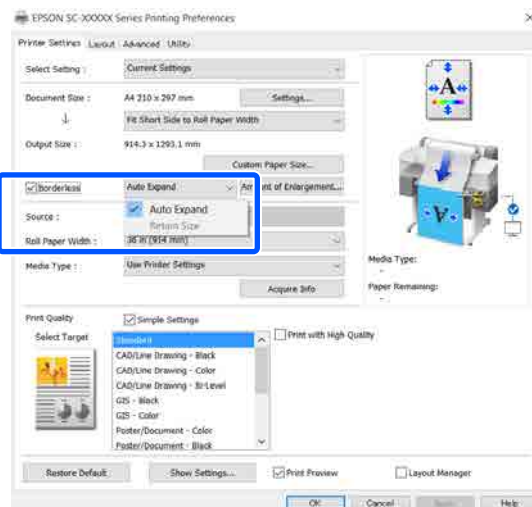 EPSON SC-XXXXX Series Printing Preferences
Printer Settings Layout Advanced Utility
Select Setting : Current Settings
Document Size : A4 210 x 297 mm Settings...
Fit Short Side to Roll Paper Width
Output Size : 914.3 x 1293.1 mm
Custom Paper Size...
Borderless Auto Expand Amount of Enlargement...
Auto Expand
Source :
Retain Size
Roll Paper Width : 36 in (914 mm)
Media Type : Use Printer Settings
Acquire Info
A
Media Type:
-
Paper Remaining:
-
Print Quality Simple Settings
Select Target Standard Print with High Quality
CAD/Line Drawing - Black
CAD/Line Drawing - Color
CAD/Line Drawing - Bi-Level
GIS - Black
GIS - Color
Poster/Document - Color
Poster/Document - Black
Restore Default Show Settings... Print Preview Layout Manager
OK Cancel Apply Help